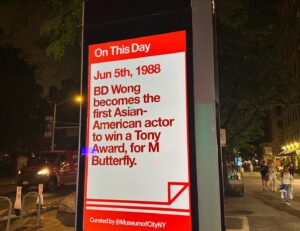 On This Day
Jun 5th, 1988
BD Wong
becomes the
first Asian-
American actor
to win a Tony
Award, for M
Butterfly.
Curated by @MuseumofCityNY